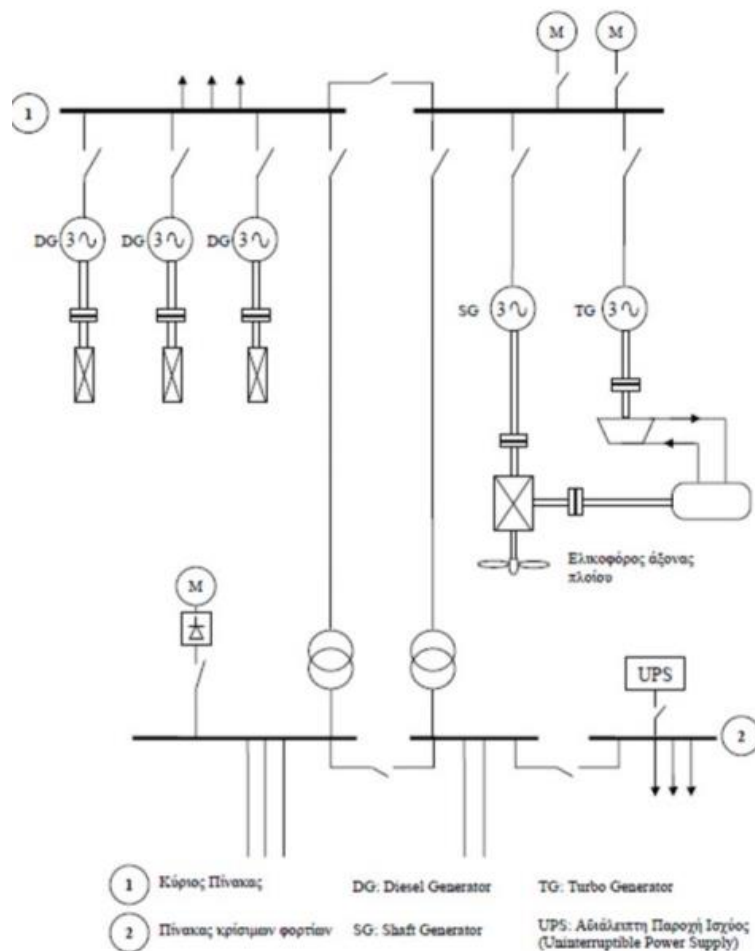 M M
1
DG 3 DG 3 DG 3
SG 3 TG 3
Ελικοφόρος άξονας
πλοίου
M
UPS
2
1 Κύριος Πίνακας DG: Diesel Generator TG: Turbo Generator
2 Πίνακας κρίσιμων φορτίων SG: Shaft Generator UPS: Αδιάλειπτη Παροχή Ισχύος
(Uninterruptible Power Supply)